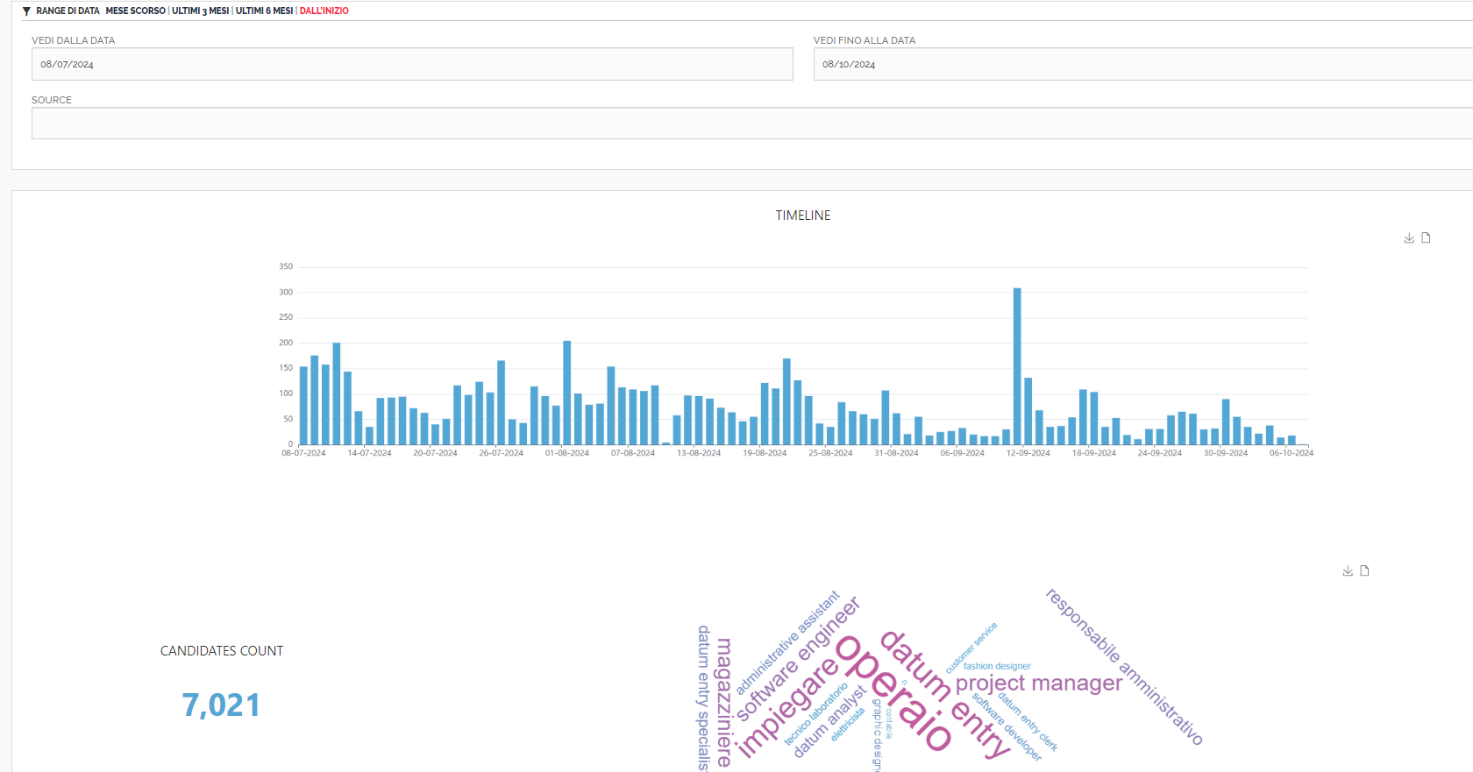 RANGE DI DATA MESE SCORSO | ULTIMI 3 MESI | ULTIMI 6 MESI | DALL'INIZIO
VEDI DALLA DATA
VEDI FINO ALLA DATA
08/07/2024
08/10/2024
SOURCE
TIMELINE
350
300
250
200
150
100
50
0
08-07-2024 14-07-2024 20-07-2024 26-07-2024 01-08-2024 07-08-2024 13-08-2024 19-08-2024 25-08-2024 31-08-2024 06-09-2024 12-09-2024 18-09-2024 24-09-2024 30-09-2024 06-10-2024
CANDIDATES COUNT
7,021
datum entry specialis
magazziniere
administrative assistant
software engineer
impiegare
tecnico laboratorio
datum analyst
elettricista
operaio
graphic design
contabile
datum entry
customer service
fashion designer
project manager
software developer
datum entry clerk
responsabile amministrativo